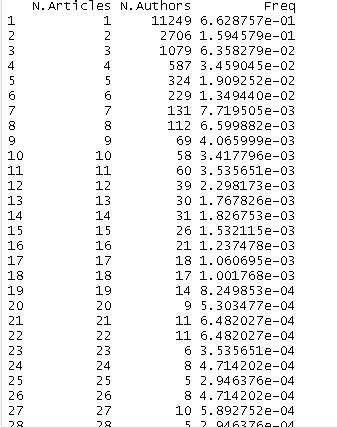 N.Articles N.Authors Freq
1 1 11249 6.628757e-01
2 2 2706 1.594579e-01
3 3 1079 6.358279e-02
4 4 587 3.459045e-02
5 5 324 1.909252e-02
6 6 229 1.349440e-02
7 7 131 7.719505e-03
8 8 112 6.599882e-03
9 9 69 4.065999e-03
10 10 58 3.417796e-03
11 11 60 3.535651e-03
12 12 39 2.298173e-03
13 13 30 1.767826e-03
14 14 31 1.826753e-03
15 15 26 1.532115e-03
16 16 21 1.237478e-03
17 17 18 1.060695e-03
18 18 17 1.001768e-03
19 19 14 8.249853e-04
20 20 9 5.303477e-04
21 21 11 6.482027e-04
22 22 11 6.482027e-04
23 23 6 3.535651e-04
24 24 8 4.714202e-04
25 25 5 2.946376e-04
26 26 8 4.714202e-04
27 27 10 5.892752e-04
28 28 5 2.946376e-04